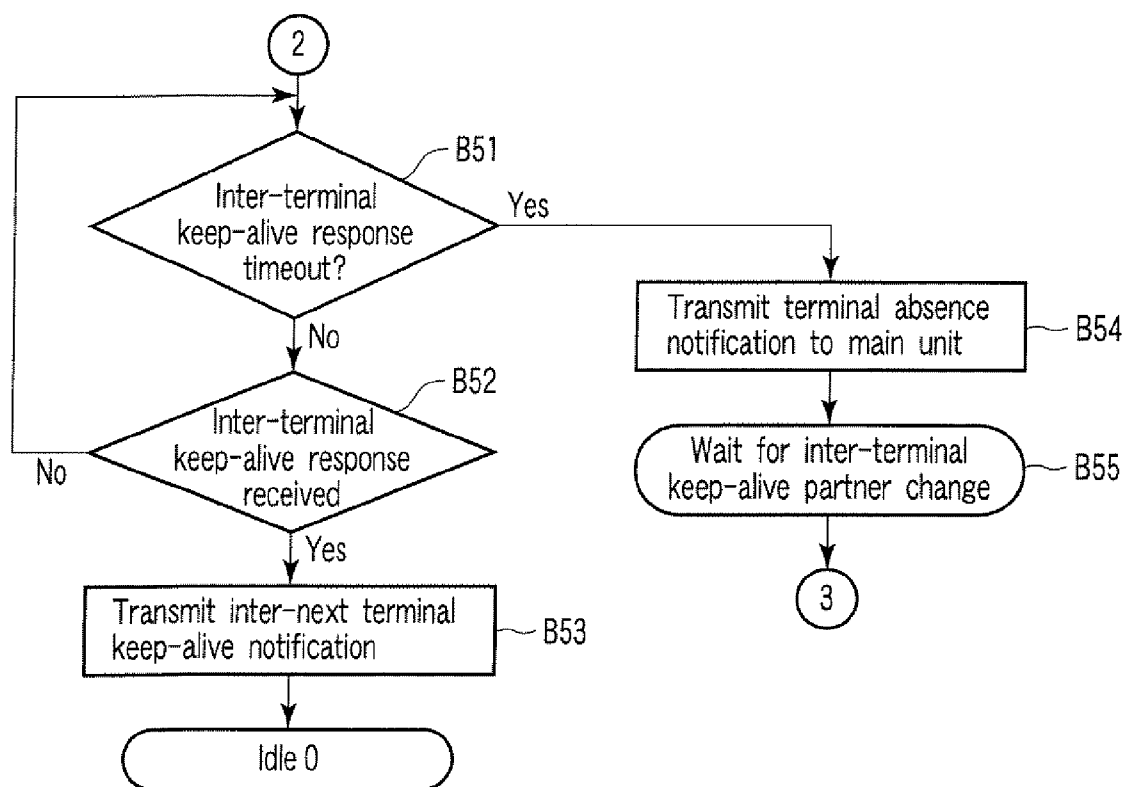 2
B51
Inter-terminal
keep-alive response
timeout?
Yes
No
Transmit terminal absence
notification to main unit
B54
B52
Inter-terminal
keep-alive response
received
No
Yes
Wait for inter-terminal
keep-alive partner change
B55
3
Transmit inter-next terminal
keep-alive notification
B53
Idle 0